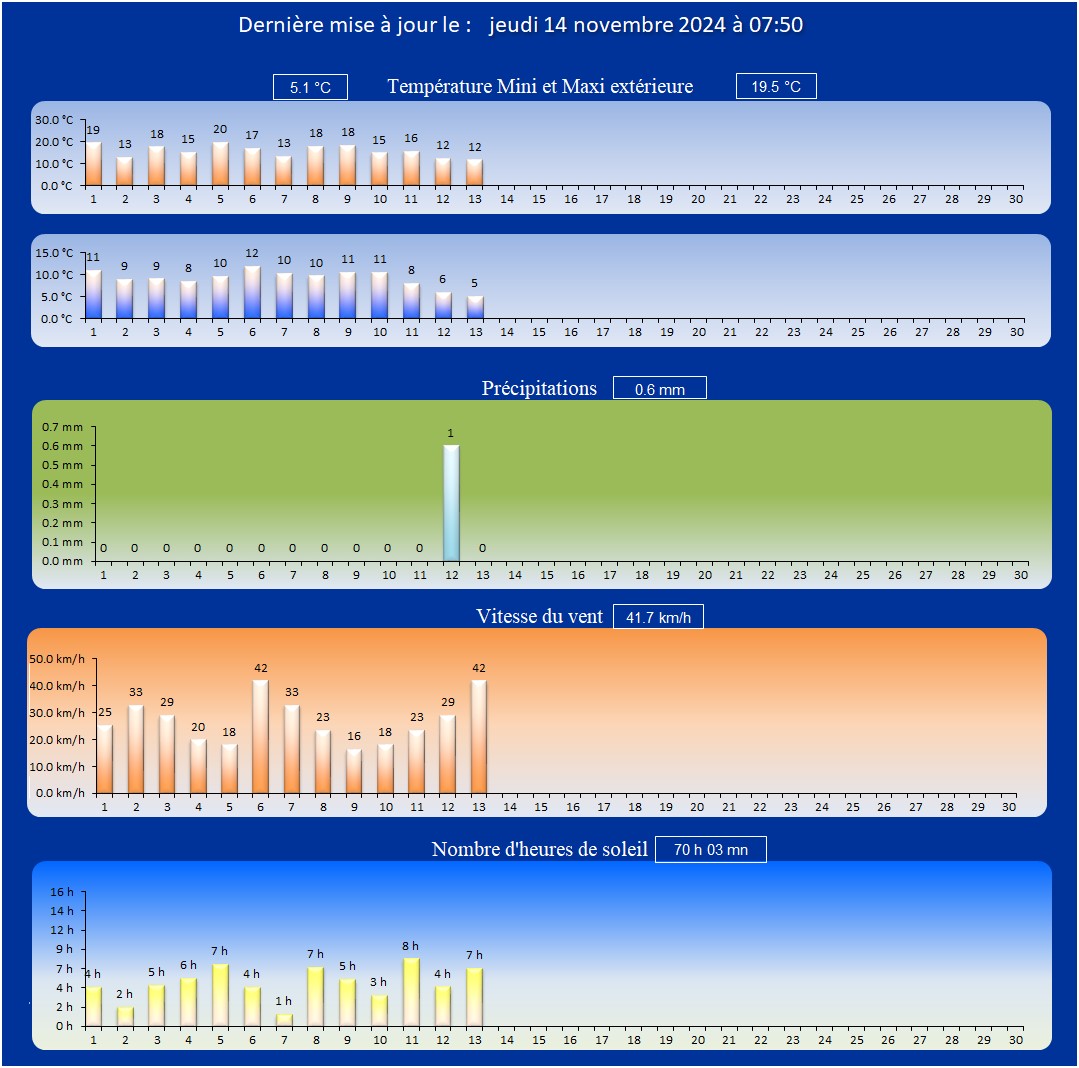 Dernière mise à jour le : jeudi 14 novembre 2024 à 07:50
5.1 °C Température Mini et Maxi extérieure 19.5 °C
30.0 °C
20.0 °C
10.0 °C
0.0 °C
19 13 18 15 20 17 13 18 18 15 16 12 12
1 2 3 4 5 6 7 8 9 10 11 12 13 14 15 16 17 18 19 20 21 22 23 24 25 26 27 28 29 30
15.0 °C
10.0 °C
5.0 °C
0.0 °C
11 9 9 8 10 12 10 10 11 11 8 6 5
1 2 3 4 5 6 7 8 9 10 11 12 13 14 15 16 17 18 19 20 21 22 23 24 25 26 27 28 29 30
Précipitations 0.6 mm
0.7 mm
0.6 mm
0.5 mm
0.4 mm
0.3 mm
0.2 mm
0.1 mm
0.0 mm
0 0 0 0 0 0 0 0 0 0 0 1 0
1 2 3 4 5 6 7 8 9 10 11 12 13 14 15 16 17 18 19 20 21 22 23 24 25 26 27 28 29 30
Vitesse du vent 41.7 km/h
50.0 km/h
40.0 km/h
30.0 km/h
20.0 km/h
10.0 km/h
0.0 km/h
25 33 29 20 18 42 33 23 16 18 23 29 42
1 2 3 4 5 6 7 8 9 10 11 12 13 14 15 16 17 18 19 20 21 22 23 24 25 26 27 28 29 30
Nombre d'heures de soleil 70 h 03 mn
16 h
14 h
12 h
9 h
7 h
4 h
2 h
0 h
4 h 2 h 5 h 6 h 7 h 4 h 1 h 7 h 5 h 3 h 8 h 4 h 7 h
1 2 3 4 5 6 7 8 9 10 11 12 13 14 15 16 17 18 19 20 21 22 23 24 25 26 27 28 29 30